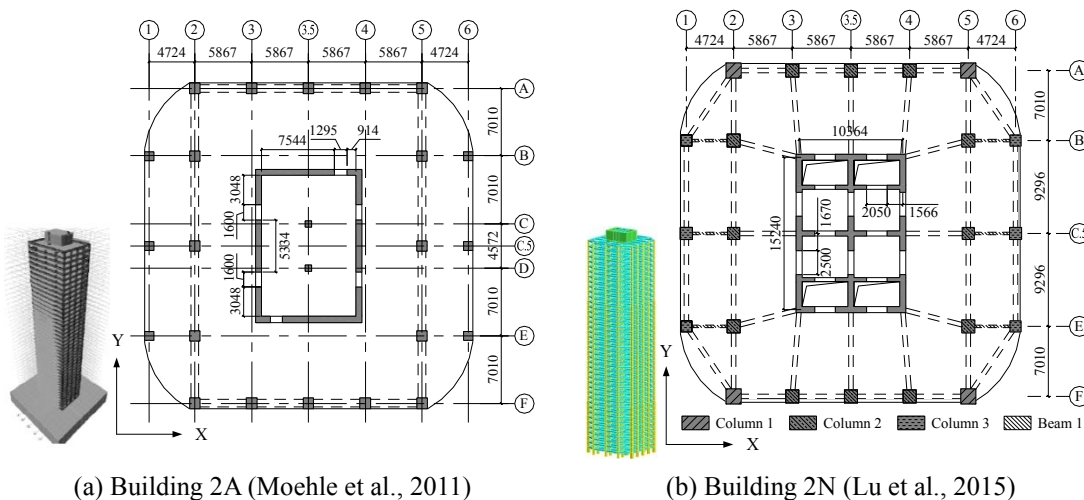 1 2 3 3.5 4 5 6
4724 5867 5867 5867 5867 4724
A
B
C
C.5
D
E
F
7010
7010
7010
4572
7010
7010
7544 1295 914
3048
1600
5334
1600
3048
Y
X
(a) Building 2A (Moehle et al., 2011)
1 2 3 3.5 4 5 6
4724 5867 5867 5867 5867 4724
A
B
C.5
E
F
7010
9296
9296
7010
10364
15240
1670
2050 1566
2500
Y
X
Column 1 Column 2 Column 3 Beam 1
(b) Building 2N (Lu et al., 2015)